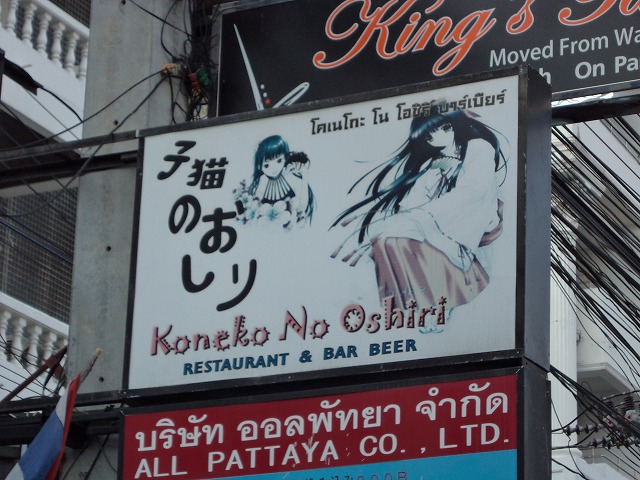 King's
Moved From Wa
On Pa
โคเนโกะ โน โอชิลิ บาร์เบียร์
子猫
のお
しり
Koneko No Oshiri
RESTAURANT & BAR BEER
บริษัท ออลพัทยา จำกัด
ALL PATTAYA CO., LTD.